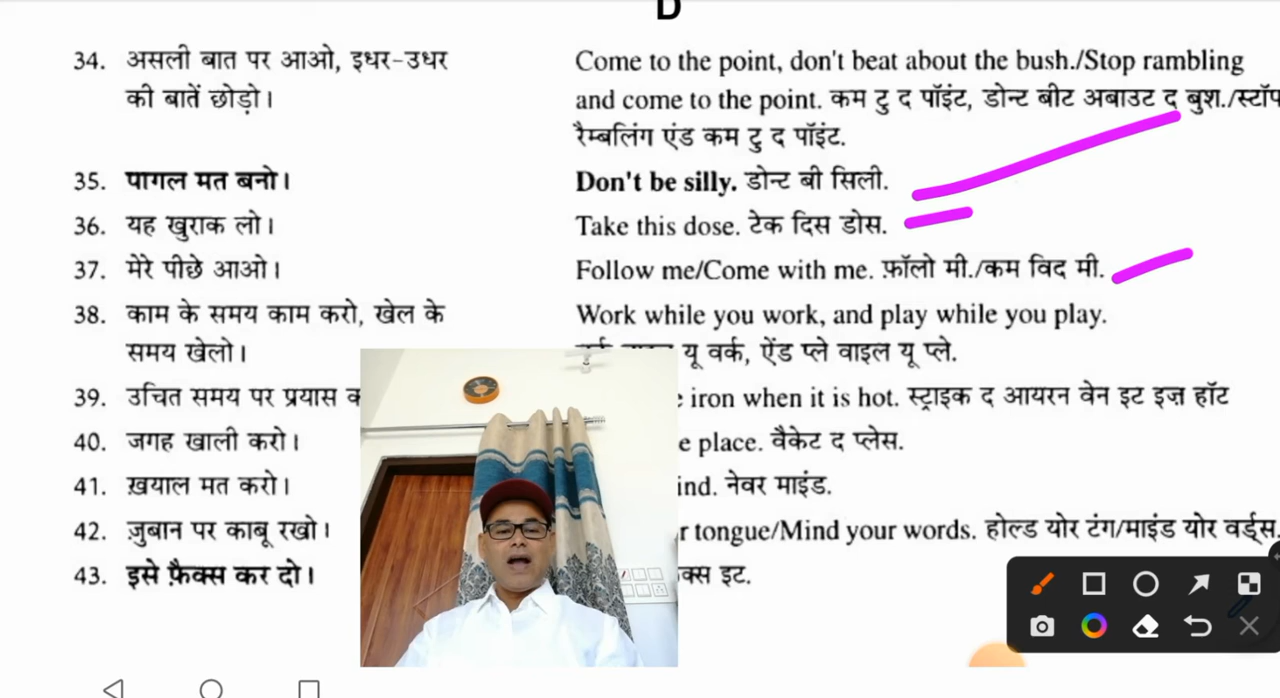 D
34. असली बात पर आओ, इधर-उधर Come to the point, don't beat about the bush./Stop rambling
की बातें छोड़ो। and come to the point. कम टु द पॉइंट, डोन्ट बीट अबाउट द बुश./स्टॉप
रैम्बलिंग एंड कम टु द पॉइंट.
35. पागल मत बनो। Don't be silly. डोन्ट बी सिली.
36. यह खुराक लो। Take this dose. टेक दिस डोस.
37. मेरे पीछे आओ। Follow me/Come with me. फ़ॉलो मी./कम विद मी.
38. काम के समय काम करो, खेल के Work while you work, and play while you play.
समय खेलो। यू वर्क, ऐंड प्ले वाइल यू प्ले.
39. उचित समय पर प्रयास iron when it is hot. स्ट्राइक द आयरन वेन इट इज़ हॉट
40. जगह खाली करो। place. वैकेट द प्लेस.
41. ख़याल मत करो। नेवर माइंड.
42. ज़ुबान पर काबू रखो। tongue/Mind your words. होल्ड योर टंग/माइंड योर वर्ड्स.
43. इसे फ़ैक्स कर दो। इट.